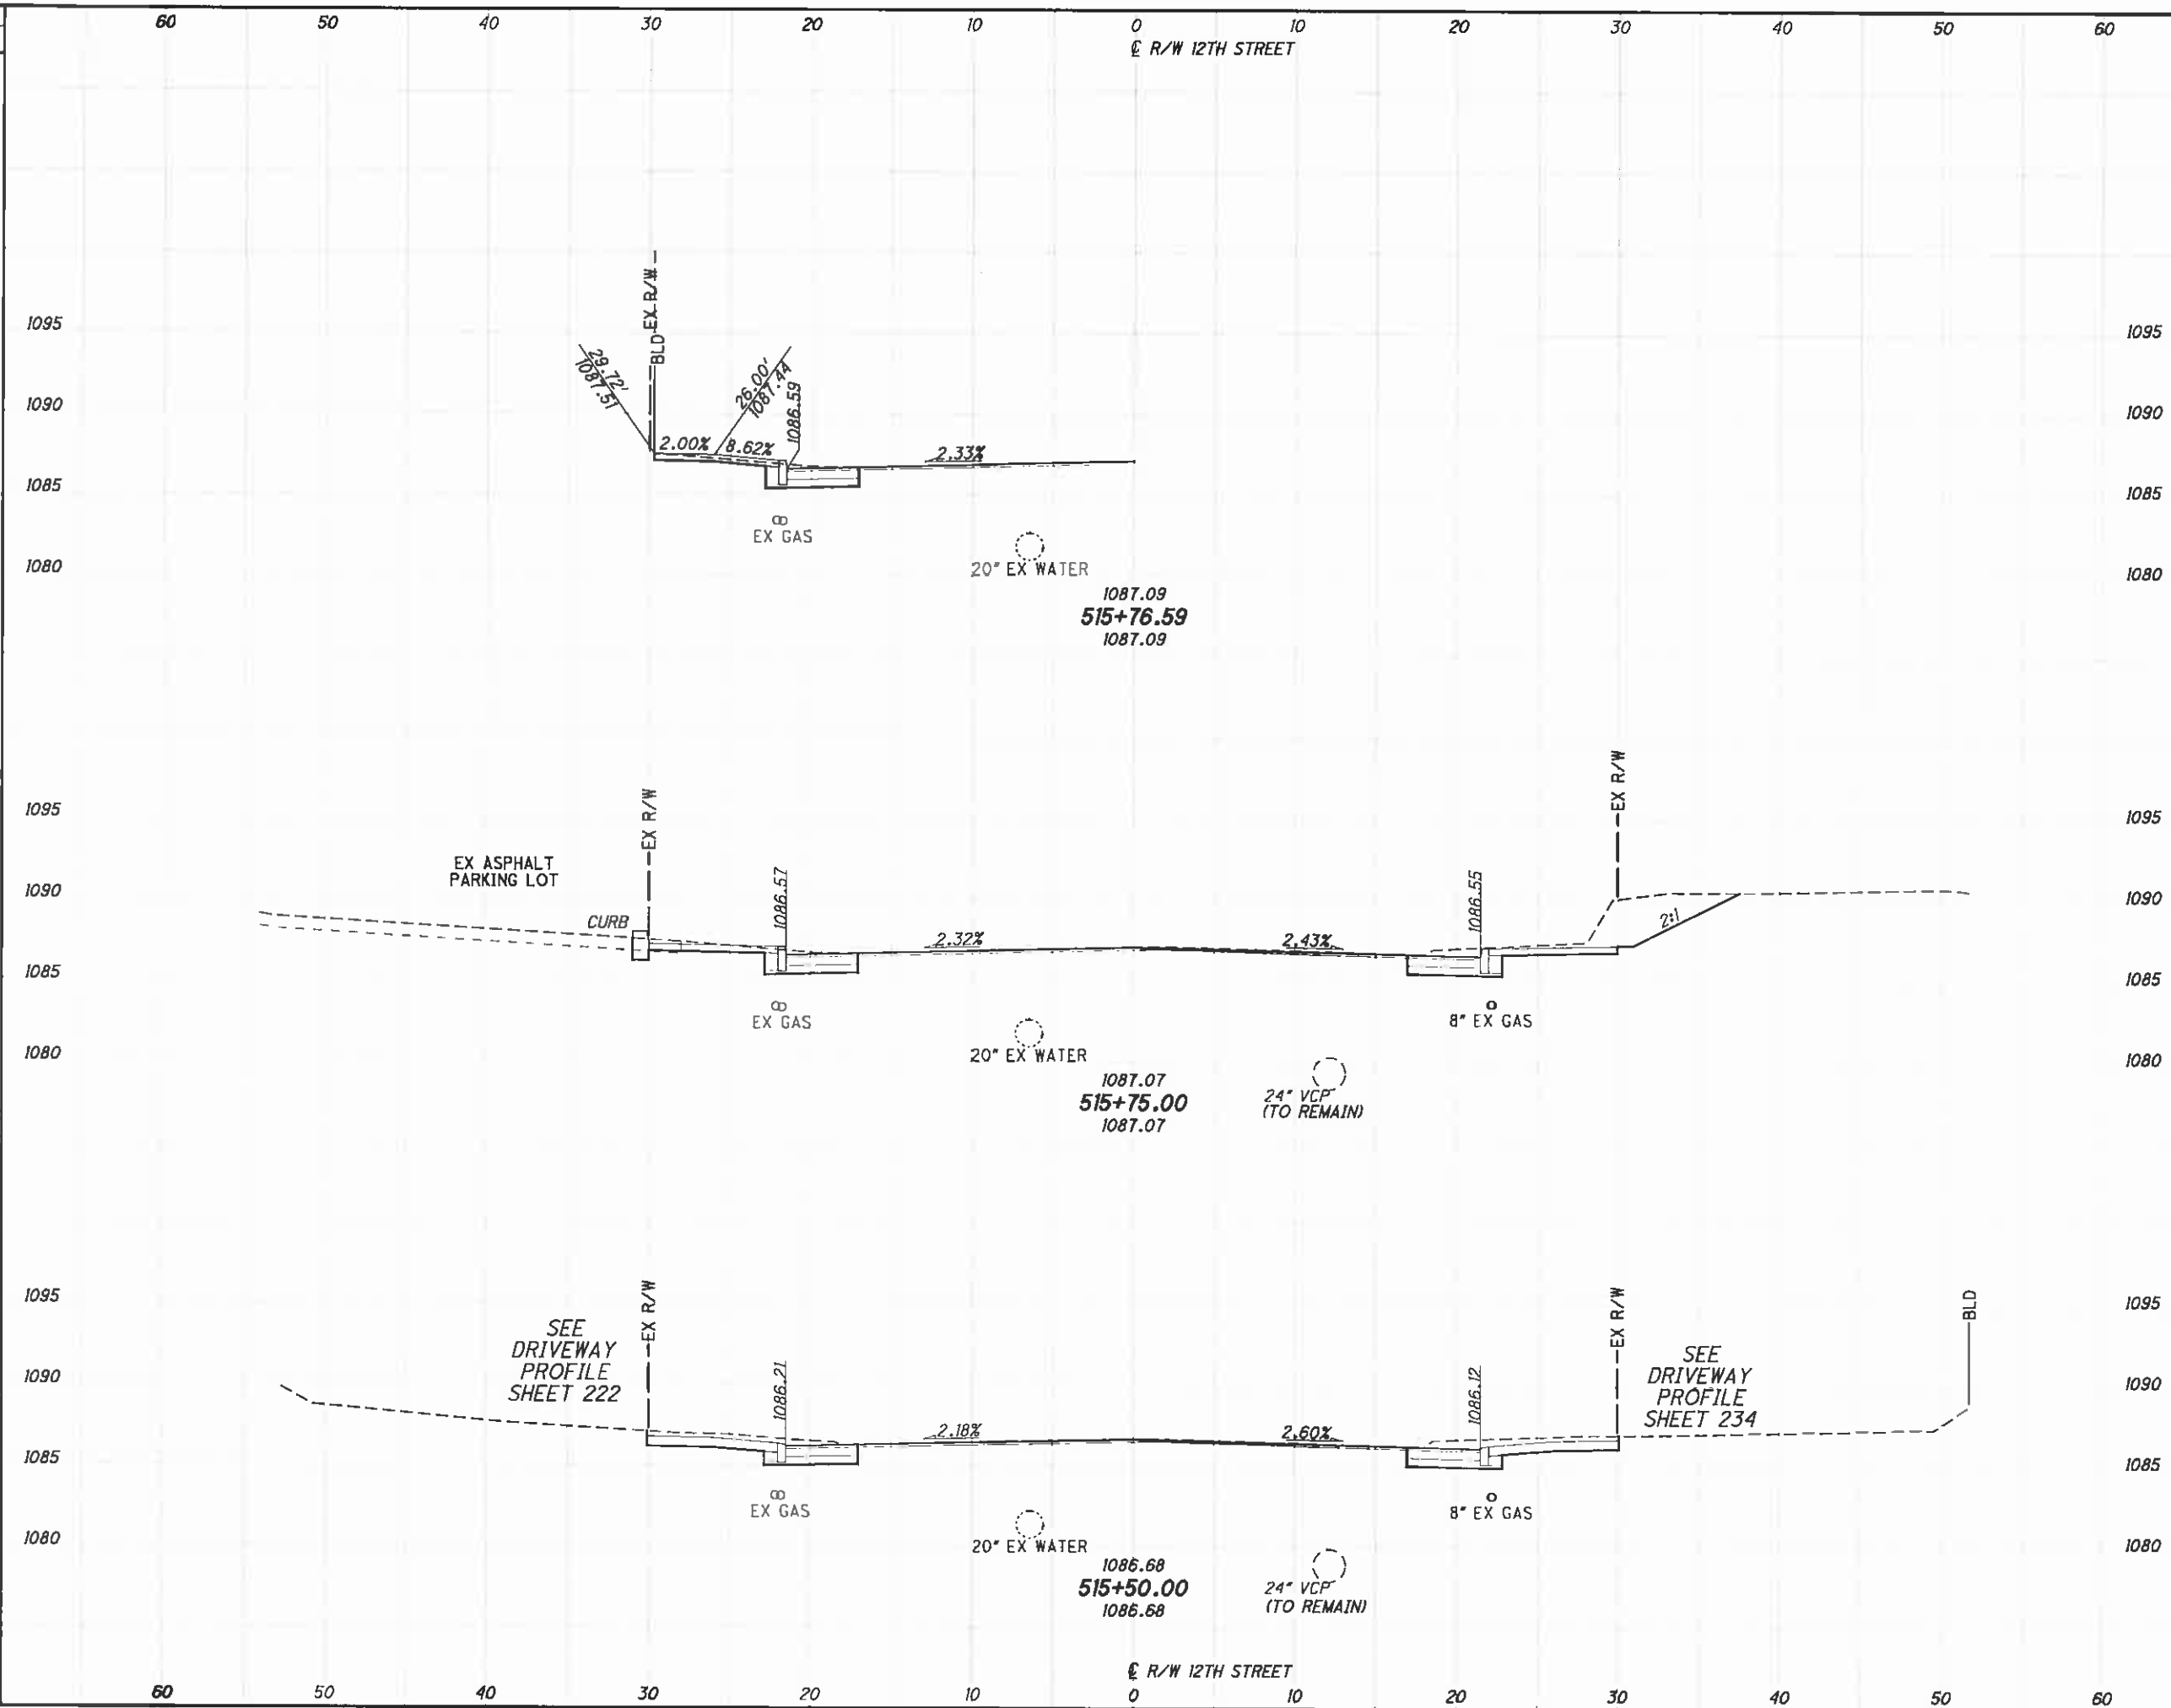 60 50 40 30 20 10 0 10 20 30 40 50 60
℄ R/W 12TH STREET
BLD EX R/W
1095 1095
29.72'
1087.51
26.00'
1087.44
1086.59
1090 1090
2.00% 8.62% 2.33%
1085 1085
EX GAS
1080 1080
20" EX WATER
1087.09
515+76.59
1087.09
EX R/W
EX R/W
1095 1095
EX ASPHALT
PARKING LOT
1086.57
1086.55
1090 1090
CURB
2:1
2.32% 2.43%
1085 1085
EX GAS
8" EX GAS
1080 1080
20" EX WATER
1087.07
515+75.00
1087.07
24" VCP
(TO REMAIN)
EX R/W
EX R/W
BLD
1095 1095
SEE
DRIVEWAY
PROFILE
SHEET 222
SEE
DRIVEWAY
PROFILE
SHEET 234
1086.21
1086.12
1090 1090
2.18% 2.60%
1085 1085
EX GAS
8" EX GAS
1080 1080
20" EX WATER
1086.68
515+50.00
1086.68
24" VCP
(TO REMAIN)
℄ R/W 12TH STREET
60 50 40 30 20 10 0 10 20 30 40 50 60